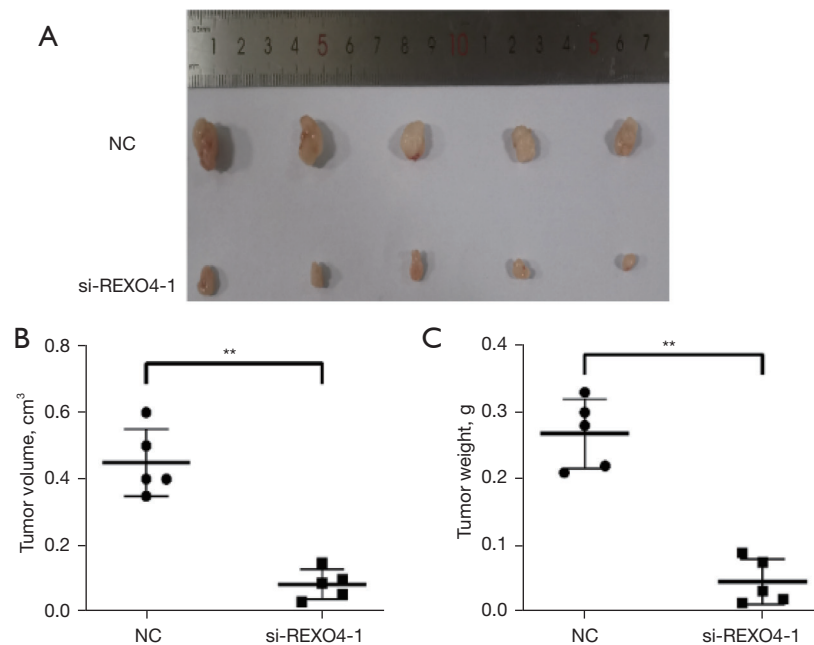 A
0.5mm
1 2 3 4 5 6 7 8 9 10 1 2 3 4 5 6 7
NC
si-REXO4-1
B
0.8
0.6
0.4
0.2
0.0
Tumor volume, cm³
**
NC
si-REXO4-1
C
0.4
0.3
0.2
0.1
0.0
Tumor weight, g
**
NC
si-REXO4-1